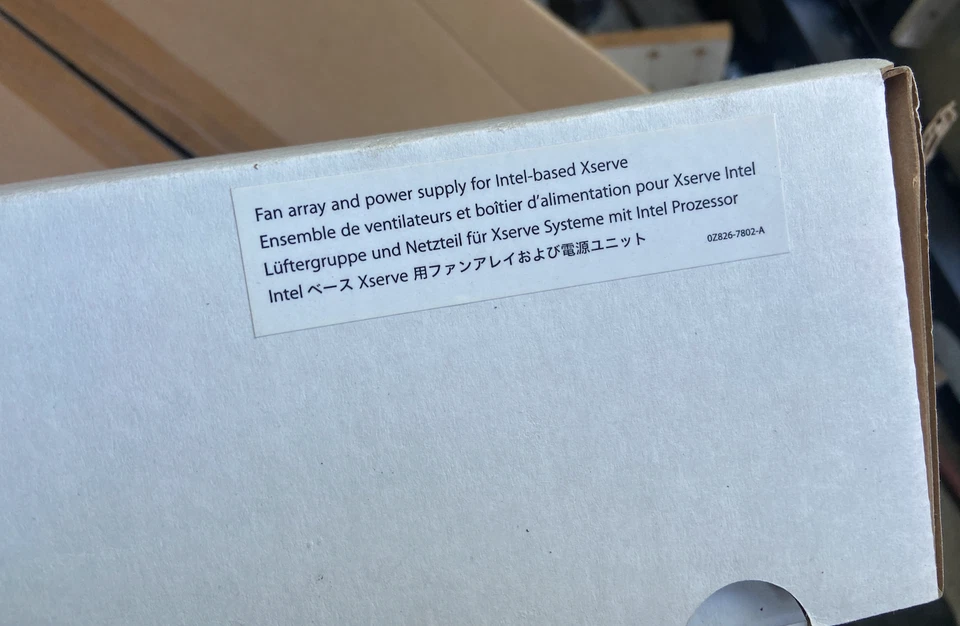 Fan array and power supply for Intel-based Xserve
Ensemble de ventilateurs et boîtier d'alimentation pour Xserve Intel
Lüftergruppe und Netzteil für Xserve Systeme mit Intel Prozessor
Intel ベース Xserve 用ファンアレイおよび電源ユニット
0Z826-7802-A